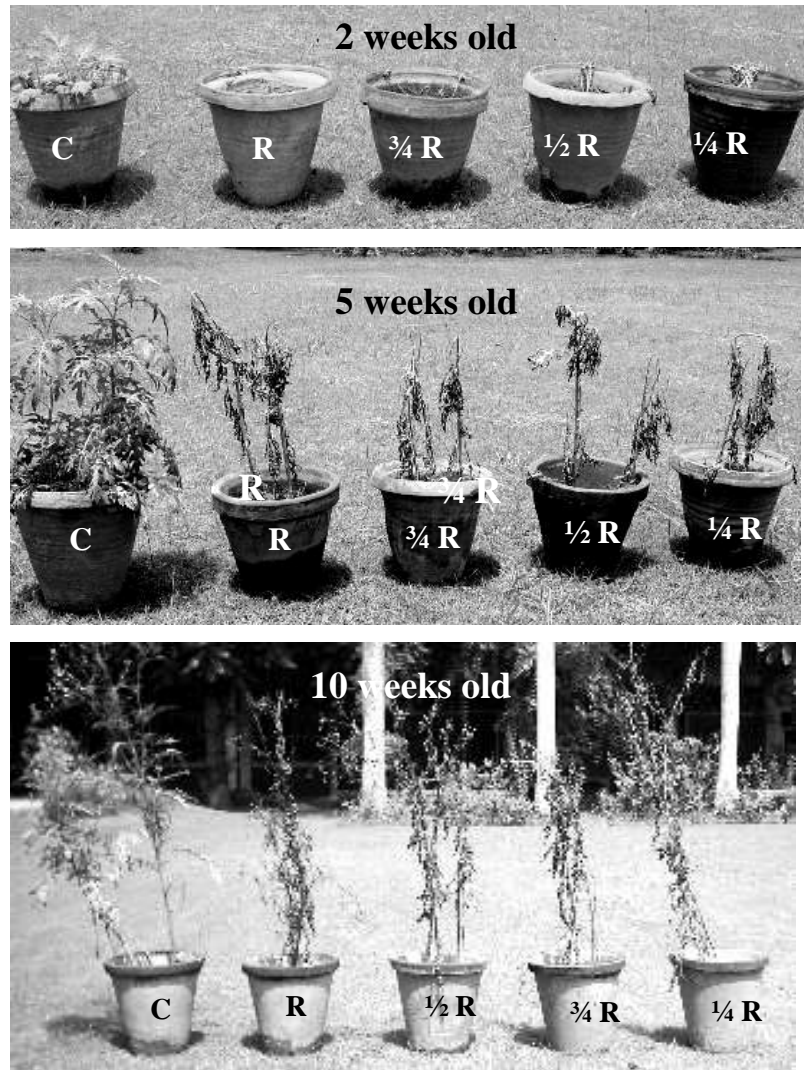 2 weeks old
C R ¾ R ½ R ¼ R
5 weeks old
R ¾ R
C R ¾ R ½ R ¼ R
10 weeks old
C R ½ R ¾ R ¼ R